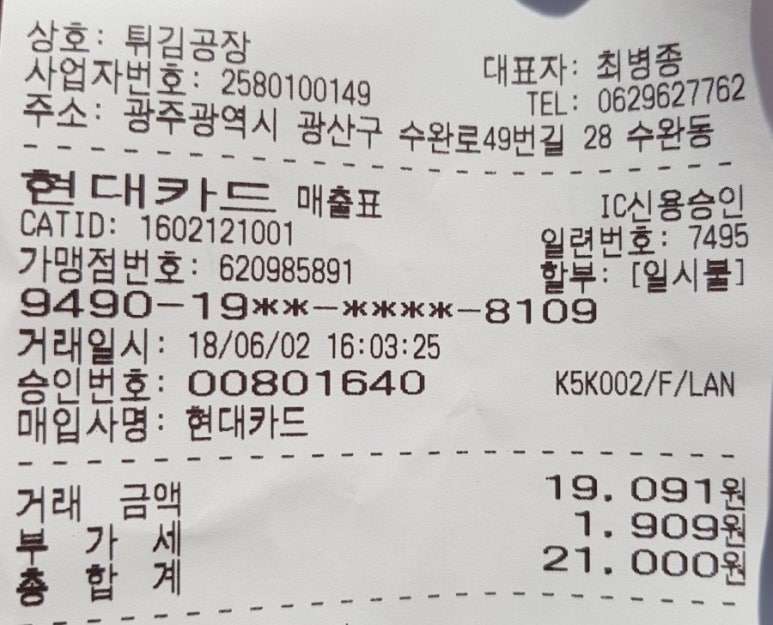 상호: 튀김공장
사업자번호: 2580100149 대표자: 최병종
TEL: 0629627762
주소: 광주광역시 광산구 수완로49번길 28 수완동
현대카드 매출표 IC신용승인
CATID: 1602121001 일련번호: 7495
가맹점번호: 620985891 할부: [일시불]
9490-19**-****-8109
거래일시: 18/06/02 16:03:25
승인번호: 00801640 K5K002/F/LAN
매입사명: 현대카드
거래 금액 19.091원
부 가 세 1.909원
총 합 계 21.000원